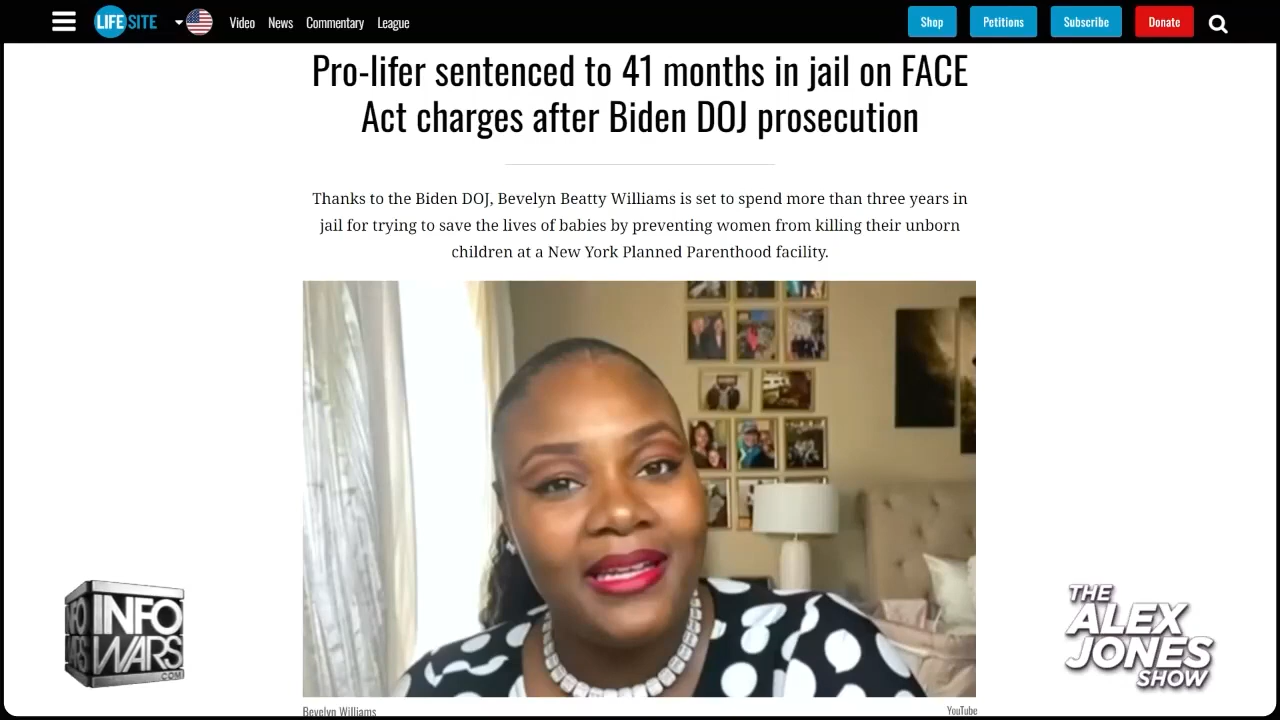 LIFESITE
Video News Commentary League
Shop Petitions Subscribe Donate
Pro-lifer sentenced to 41 months in jail on FACE
Act charges after Biden DOJ prosecution
Thanks to the Biden DOJ, Bevelyn Beatty Williams is set to spend more than three years in
jail for trying to save the lives of babies by preventing women from killing their unborn
children at a New York Planned Parenthood facility.
INFO
WARS
.COM
THE
ALEX
JONES
SHOW
Bevelyn Williams
YouTube